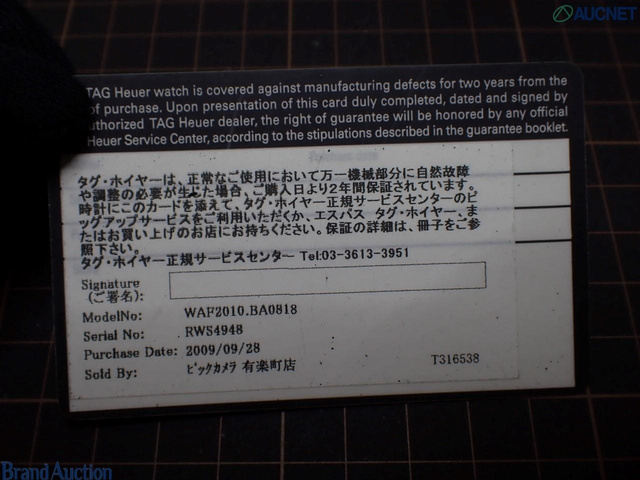 AUCNET
TAG Heuer watch is covered against manufacturing defects for two years from the
of purchase. Upon presentation of this card duly completed, dated and signed by
authorized TAG Heuer dealer, the right of guarantee will be honored by any official
Heuer Service Center, according to the stipulations described in the guarantee booklet.
Purchase date
タグ・ホイヤーは、正常なご使用において万一機械部分に自然故障
や調整の必要が生じた場合、ご購入日より2年間保証されています。
時計にこのカードを添えて、タグ・ホイヤー正規サービスセンターのピ
ックアップサービスをご利用いただくか、エスパス タグ・ホイヤー、ま
たはお買い上げのお店にお持ちください。保証の詳細は、冊子をご参
照下さい。
タグ・ホイヤー正規サービスセンター Tel:03-3613-3951
Signature
(ご署名):
ModelNo: WAF2010.BA0818
Serial No: RWS4948
Purchase Date: 2009/09/28
Sold By: ビックカメラ 有楽町店 T316538
Brand Auction